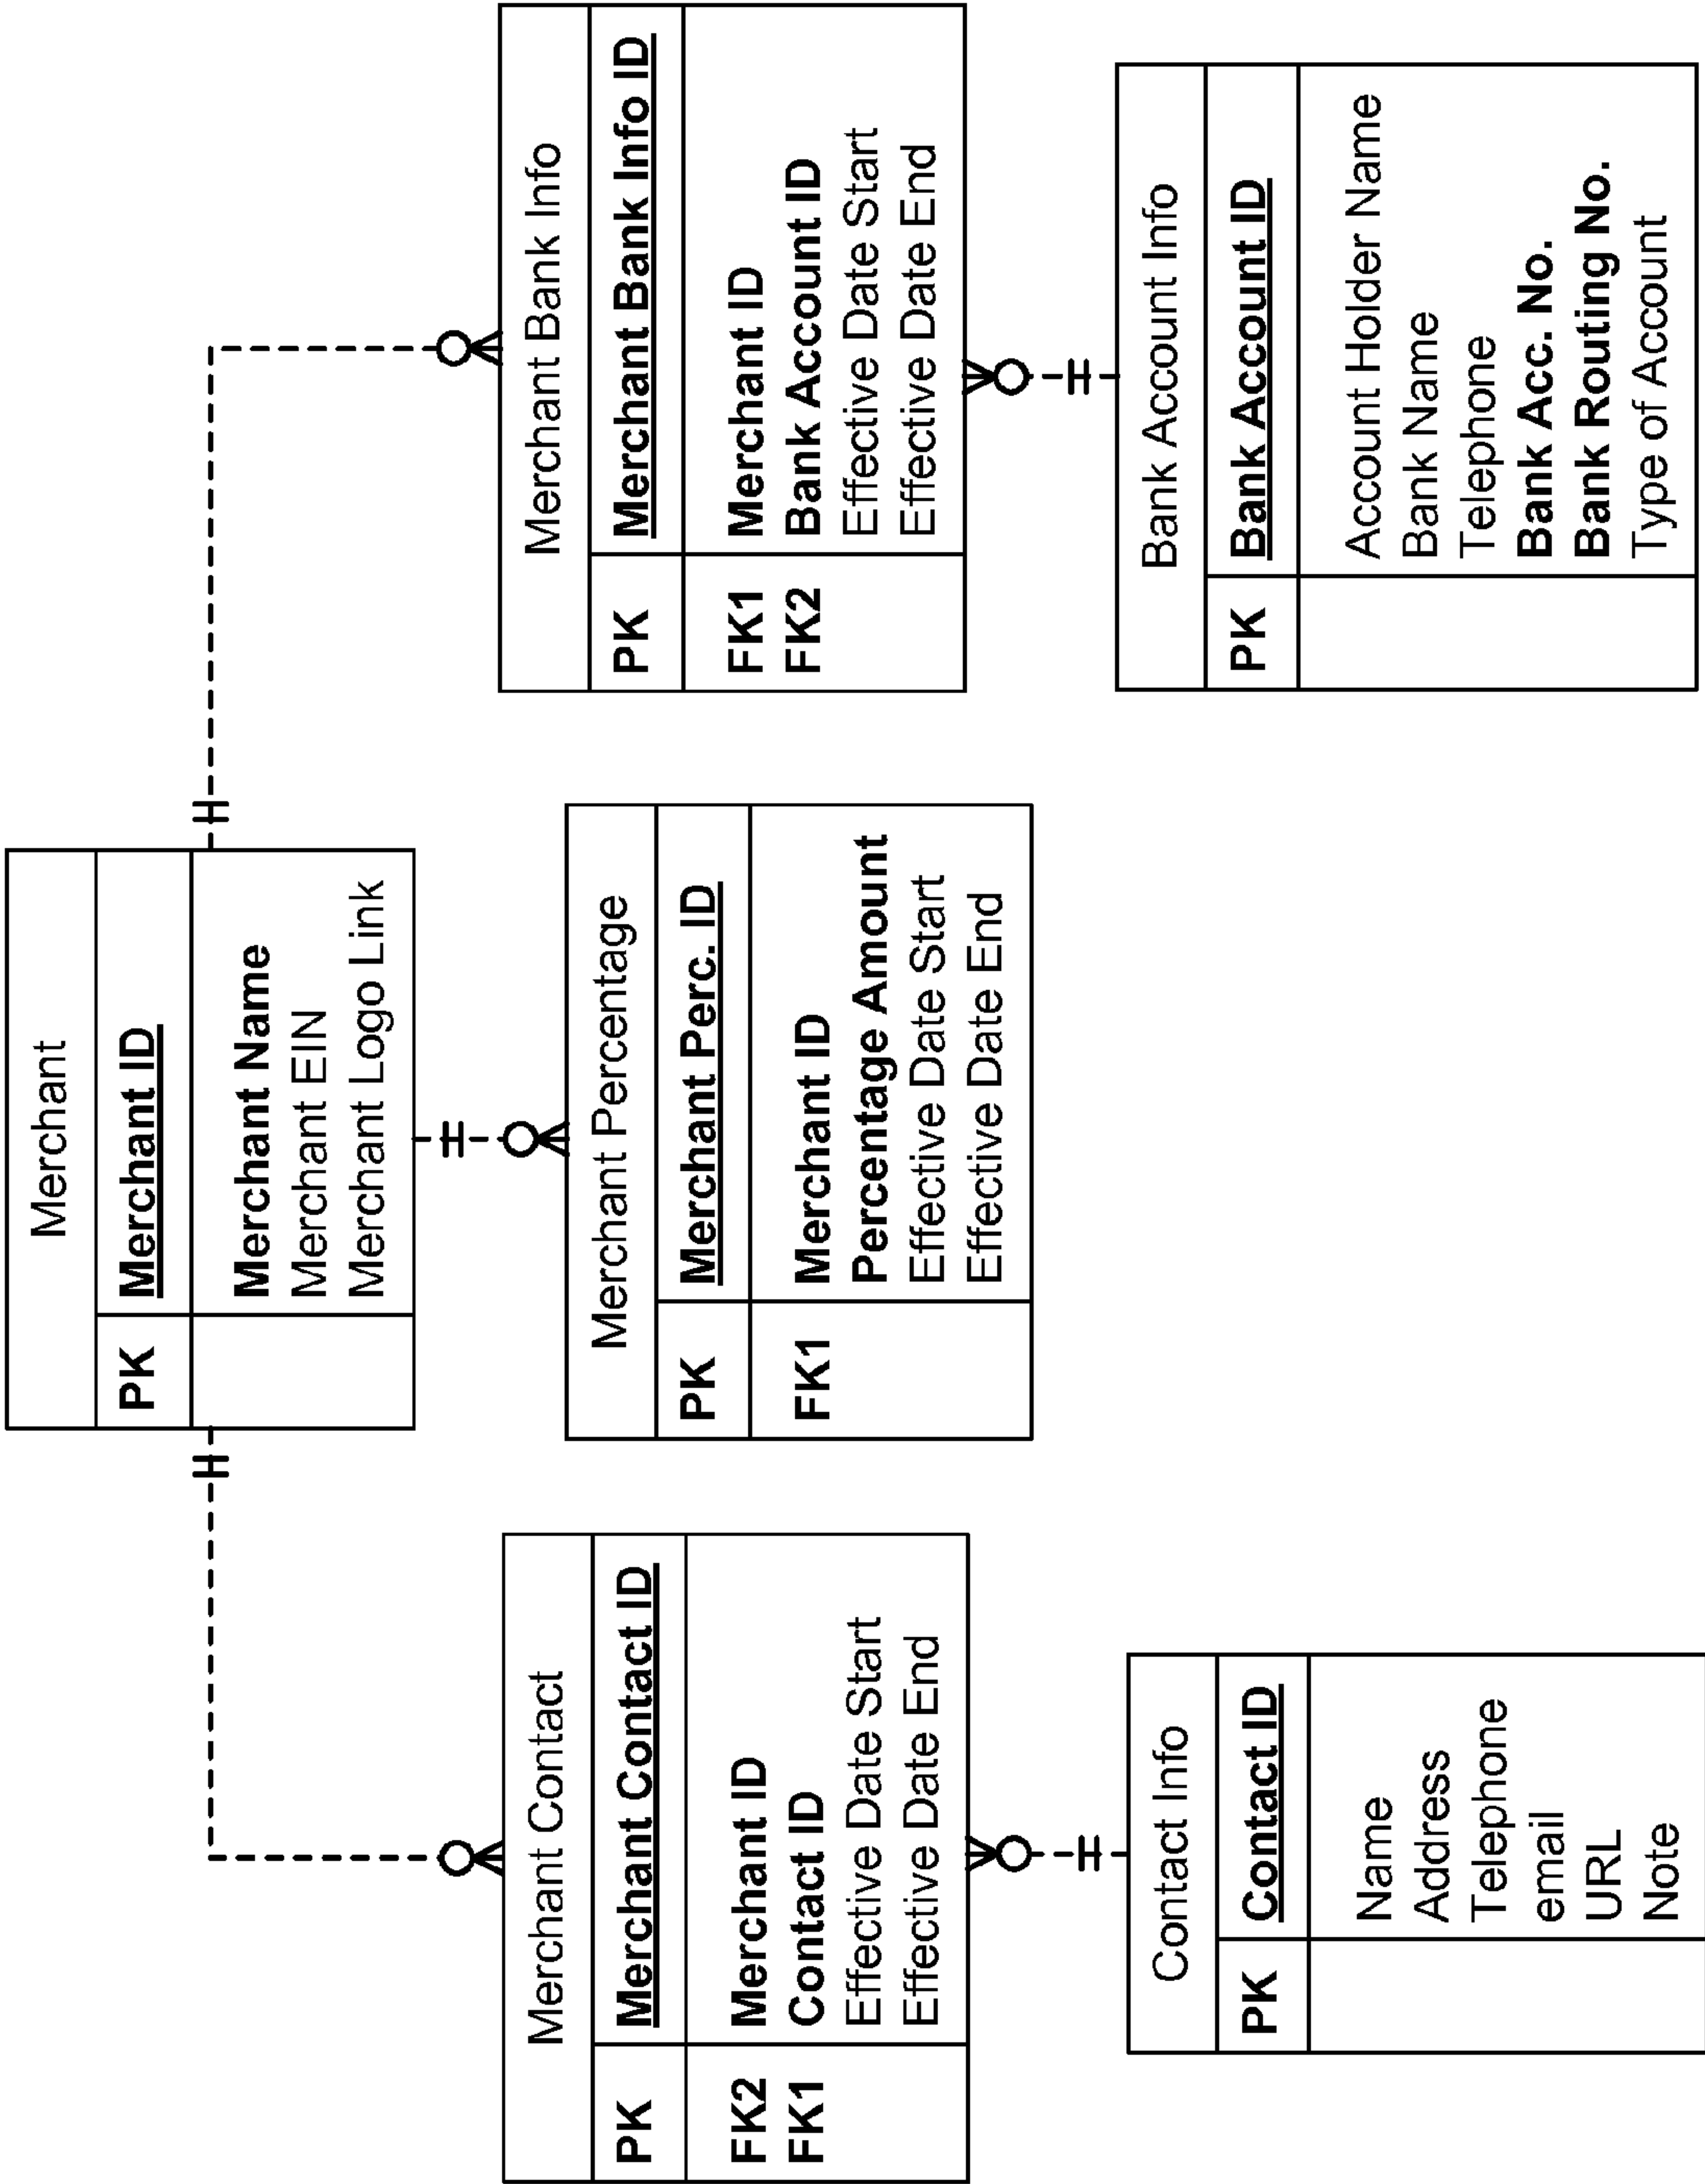 Merchant
PK Merchant ID
Merchant Name
Merchant EIN
Merchant Logo Link
Merchant Contact
PK Merchant Contact ID
FK2 Merchant ID
FK1 Contact ID
Effective Date Start
Effective Date End
Merchant Percentage
PK Merchant Perc. ID
FK1 Merchant ID
Percentage Amount
Effective Date Start
Effective Date End
Merchant Bank Info
PK Merchant Bank Info ID
FK1 Merchant ID
FK2 Bank Account ID
Effective Date Start
Effective Date End
Contact Info
PK Contact ID
Name
Address
Telephone
email
URL
Note
Bank Account Info
PK Bank Account ID
Account Holder Name
Bank Name
Telephone
Bank Acc. No.
Bank Routing No.
Type of Account